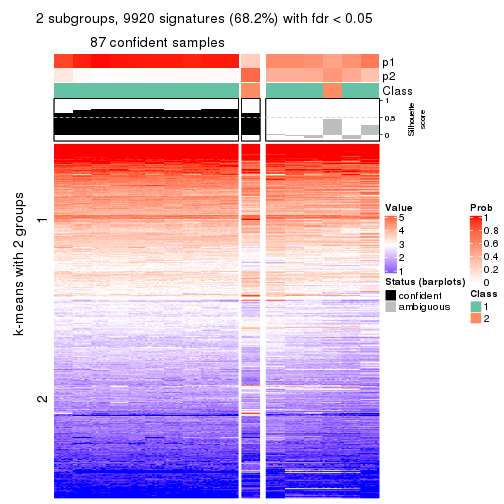 2 subgroups, 9920 signatures (68.2%) with fdr < 0.05
87 confident samples
p1
p2
Class
1
0.5
0
Silhouette
score
k-means with 2 groups
1
2
Value
5
4
3
2
1
Status (barplots)
confident
ambiguous
Prob
1
0.8
0.6
0.4
0.2
0
Class
1
2